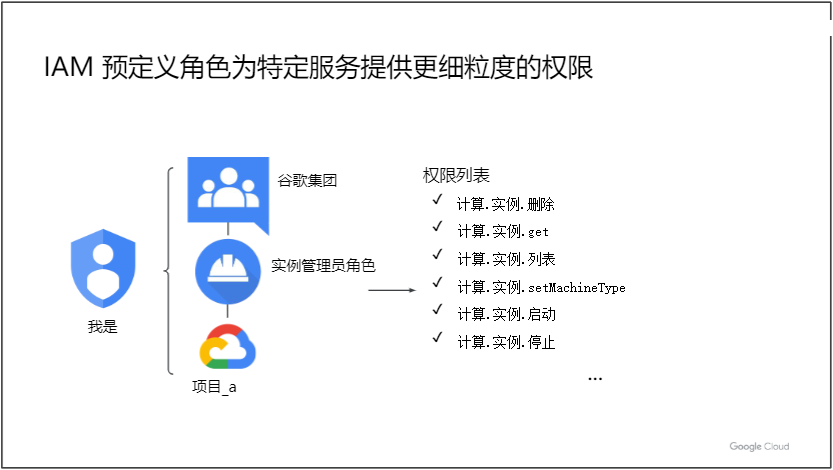 IAM 预定义角色为特定服务提供更细粒度的权限
谷歌集团
实例管理员角色
我是
项目_a
权限列表
✓ 计算.实例.删除
✓ 计算.实例.get
✓ 计算.实例.列表
✓ 计算.实例.setMachineType
✓ 计算.实例.启动
✓ 计算.实例.停止
...
Google Cloud